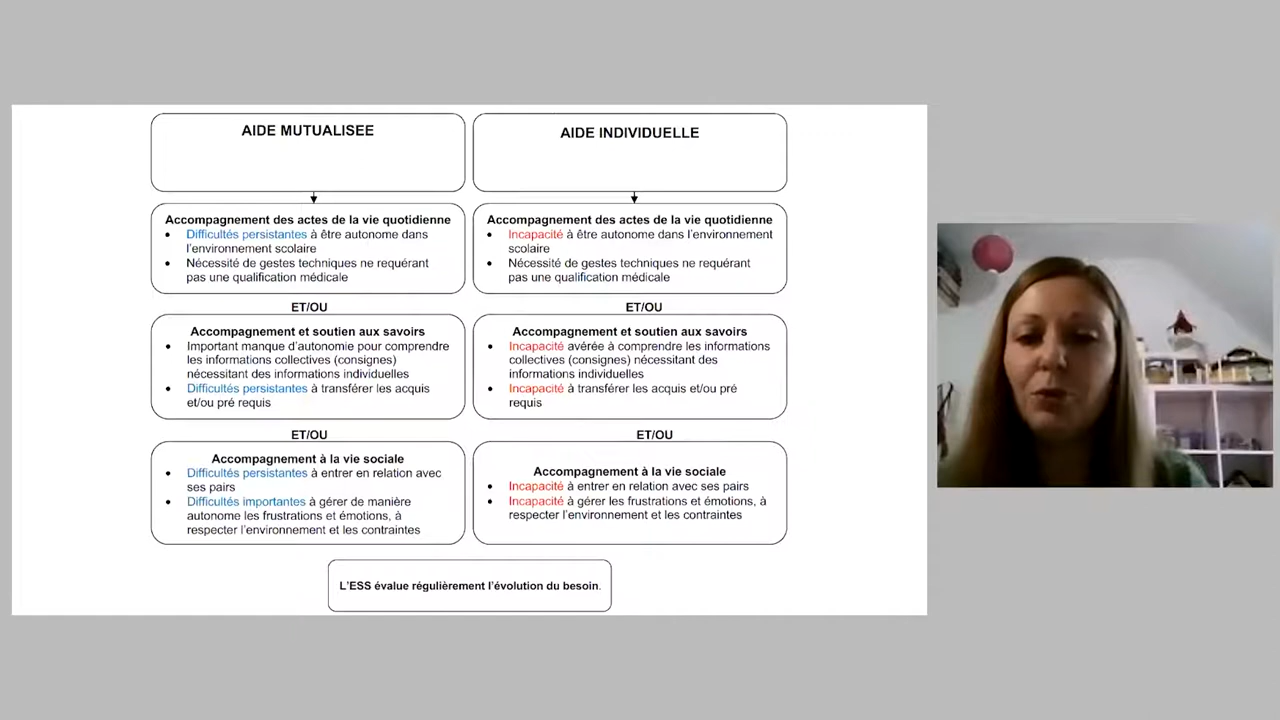 AIDE MUTUALISEE
Accompagnement des actes de la vie quotidienne
• Difficultés persistantes à être autonome dans
l'environnement scolaire
• Nécessité de gestes techniques ne requérant
pas une qualification médicale
ET/OU
Accompagnement et soutien aux savoirs
• Important manque d'autonomie pour comprendre
les informations collectives (consignes)
nécessitant des informations individuelles
• Difficultés persistantes à transférer les acquis
et/ou pré requis
ET/OU
Accompagnement à la vie sociale
• Difficultés persistantes à entrer en relation avec
ses pairs
• Difficultés importantes à gérer de manière
autonome les frustrations et émotions, à
respecter l'environnement et les contraintes
AIDE INDIVIDUELLE
Accompagnement des actes de la vie quotidienne
• Incapacité à être autonome dans l'environnement
scolaire
• Nécessité de gestes techniques ne requérant
pas une qualification médicale
ET/OU
Accompagnement et soutien aux savoirs
• Incapacité avérée à comprendre les informations
collectives (consignes) nécessitant des
informations individuelles
• Incapacité à transférer les acquis et/ou pré
requis
ET/OU
Accompagnement à la vie sociale
• Incapacité à entrer en relation avec ses pairs
• Incapacité à gérer les frustrations et émotions, à
respecter l'environnement et les contraintes
L'ESS évalue régulièrement l'évolution du besoin.